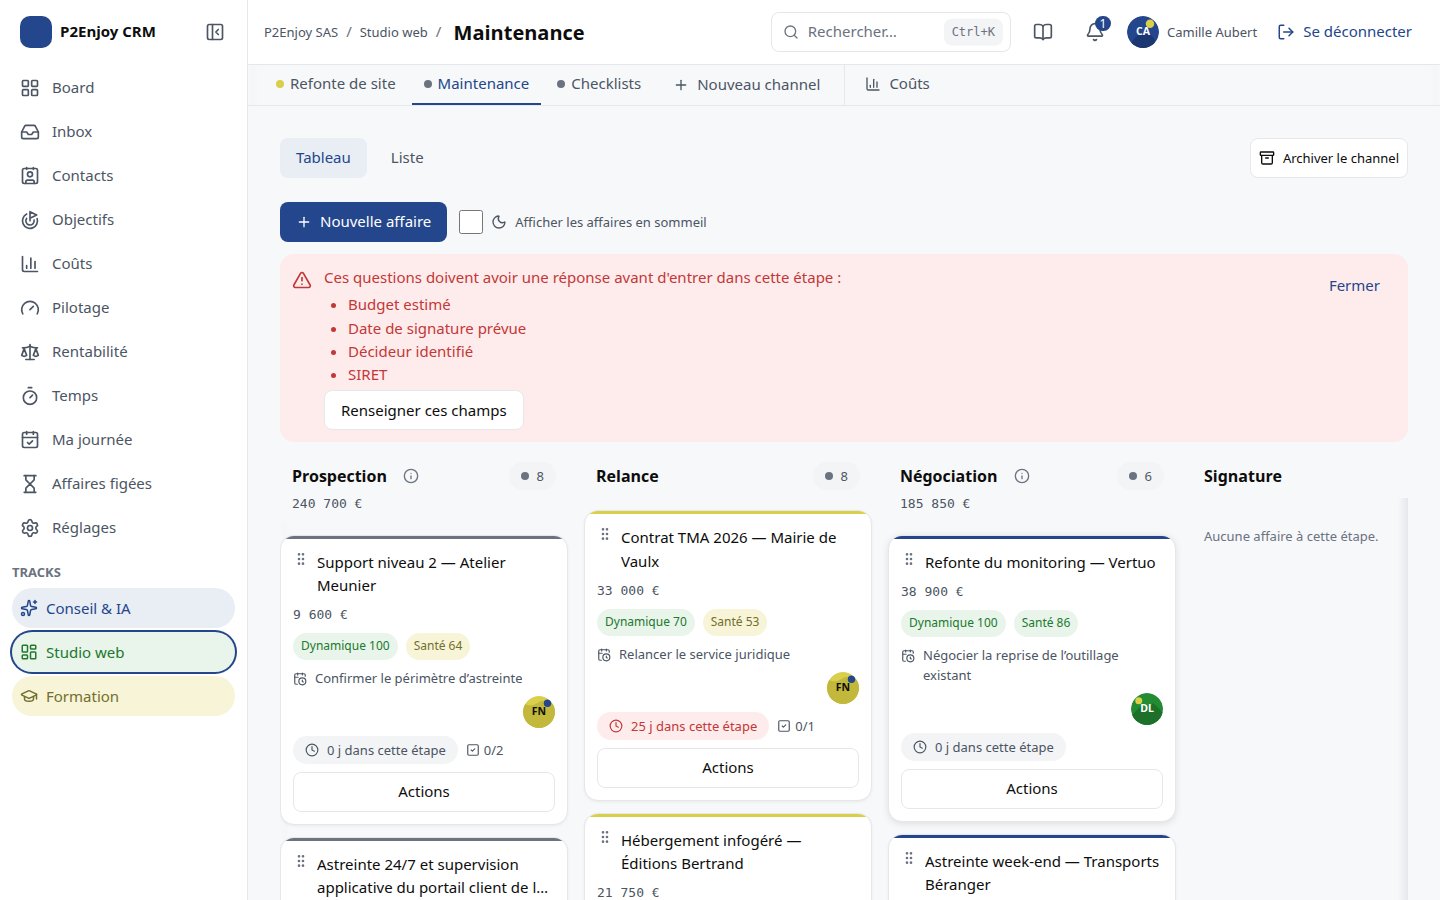 P2Enjoy CRM
Board
Inbox
Contacts
Objectifs
Coûts
Pilotage
Rentabilité
Temps
Ma journée
Affaires figées
Réglages
TRACKS
Conseil & IA
Studio web
Formation
P2Enjoy SAS / Studio web / Maintenance
Rechercher... Ctrl+K
1
CA Camille Aubert
Se déconnecter
Refonte de site
Maintenance
Checklists
Nouveau channel
Coûts
Tableau
Liste
Archiver le channel
Nouvelle affaire
Afficher les affaires en sommeil
Ces questions doivent avoir une réponse avant d'entrer dans cette étape :
Fermer
• Budget estimé
• Date de signature prévue
• Décideur identifié
• SIRET
Renseigner ces champs
Prospection 8
240 700 €
Support niveau 2 — Atelier
Meunier
9 600 €
Dynamique 100 Santé 64
Confirmer le périmètre d’astreinte
FN
0 j dans cette étape 0/2
Actions
Astreinte 24/7 et supervision
applicative du portail client de l…
Relance 8
Contrat TMA 2026 — Mairie de
Vaulx
33 000 €
Dynamique 70 Santé 53
Relancer le service juridique
FN
25 j dans cette étape 0/1
Actions
Hébergement infogéré —
Éditions Bertrand
21 750 €
Négociation 6
185 850 €
Refonte du monitoring — Vertuo
38 900 €
Dynamique 100 Santé 86
Négocier la reprise de l’outillage
existant
DL
0 j dans cette étape
Actions
Astreinte week-end — Transports
Béranger
Signature
Aucune affaire à cette étape.